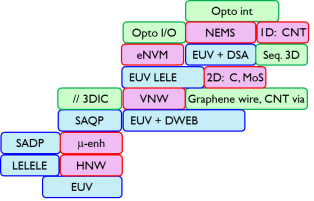 Opto int
Opto I/O NEMS 1D: CNT
eNVM EUV + DSA Seq. 3D
EUV LELE 2D: C, MoS
// 3DIC VNW Graphene wire, CNT via
SAQP EUV + DWEB
SADP μ-enh
LELELE HNW
EUV